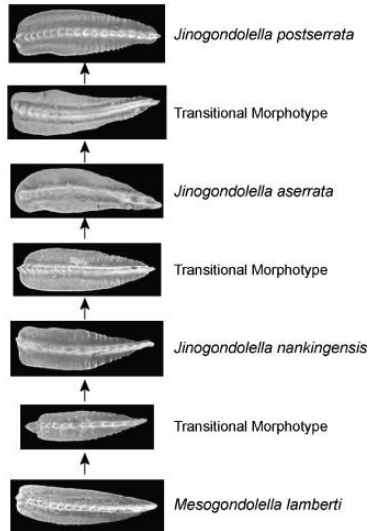 Jinogondolella postserrata
Transitional Morphotype
Jinogondolella aserrata
Transitional Morphotype
Jinogondolella nankingensis
Transitional Morphotype
Mesogondolella lamberti